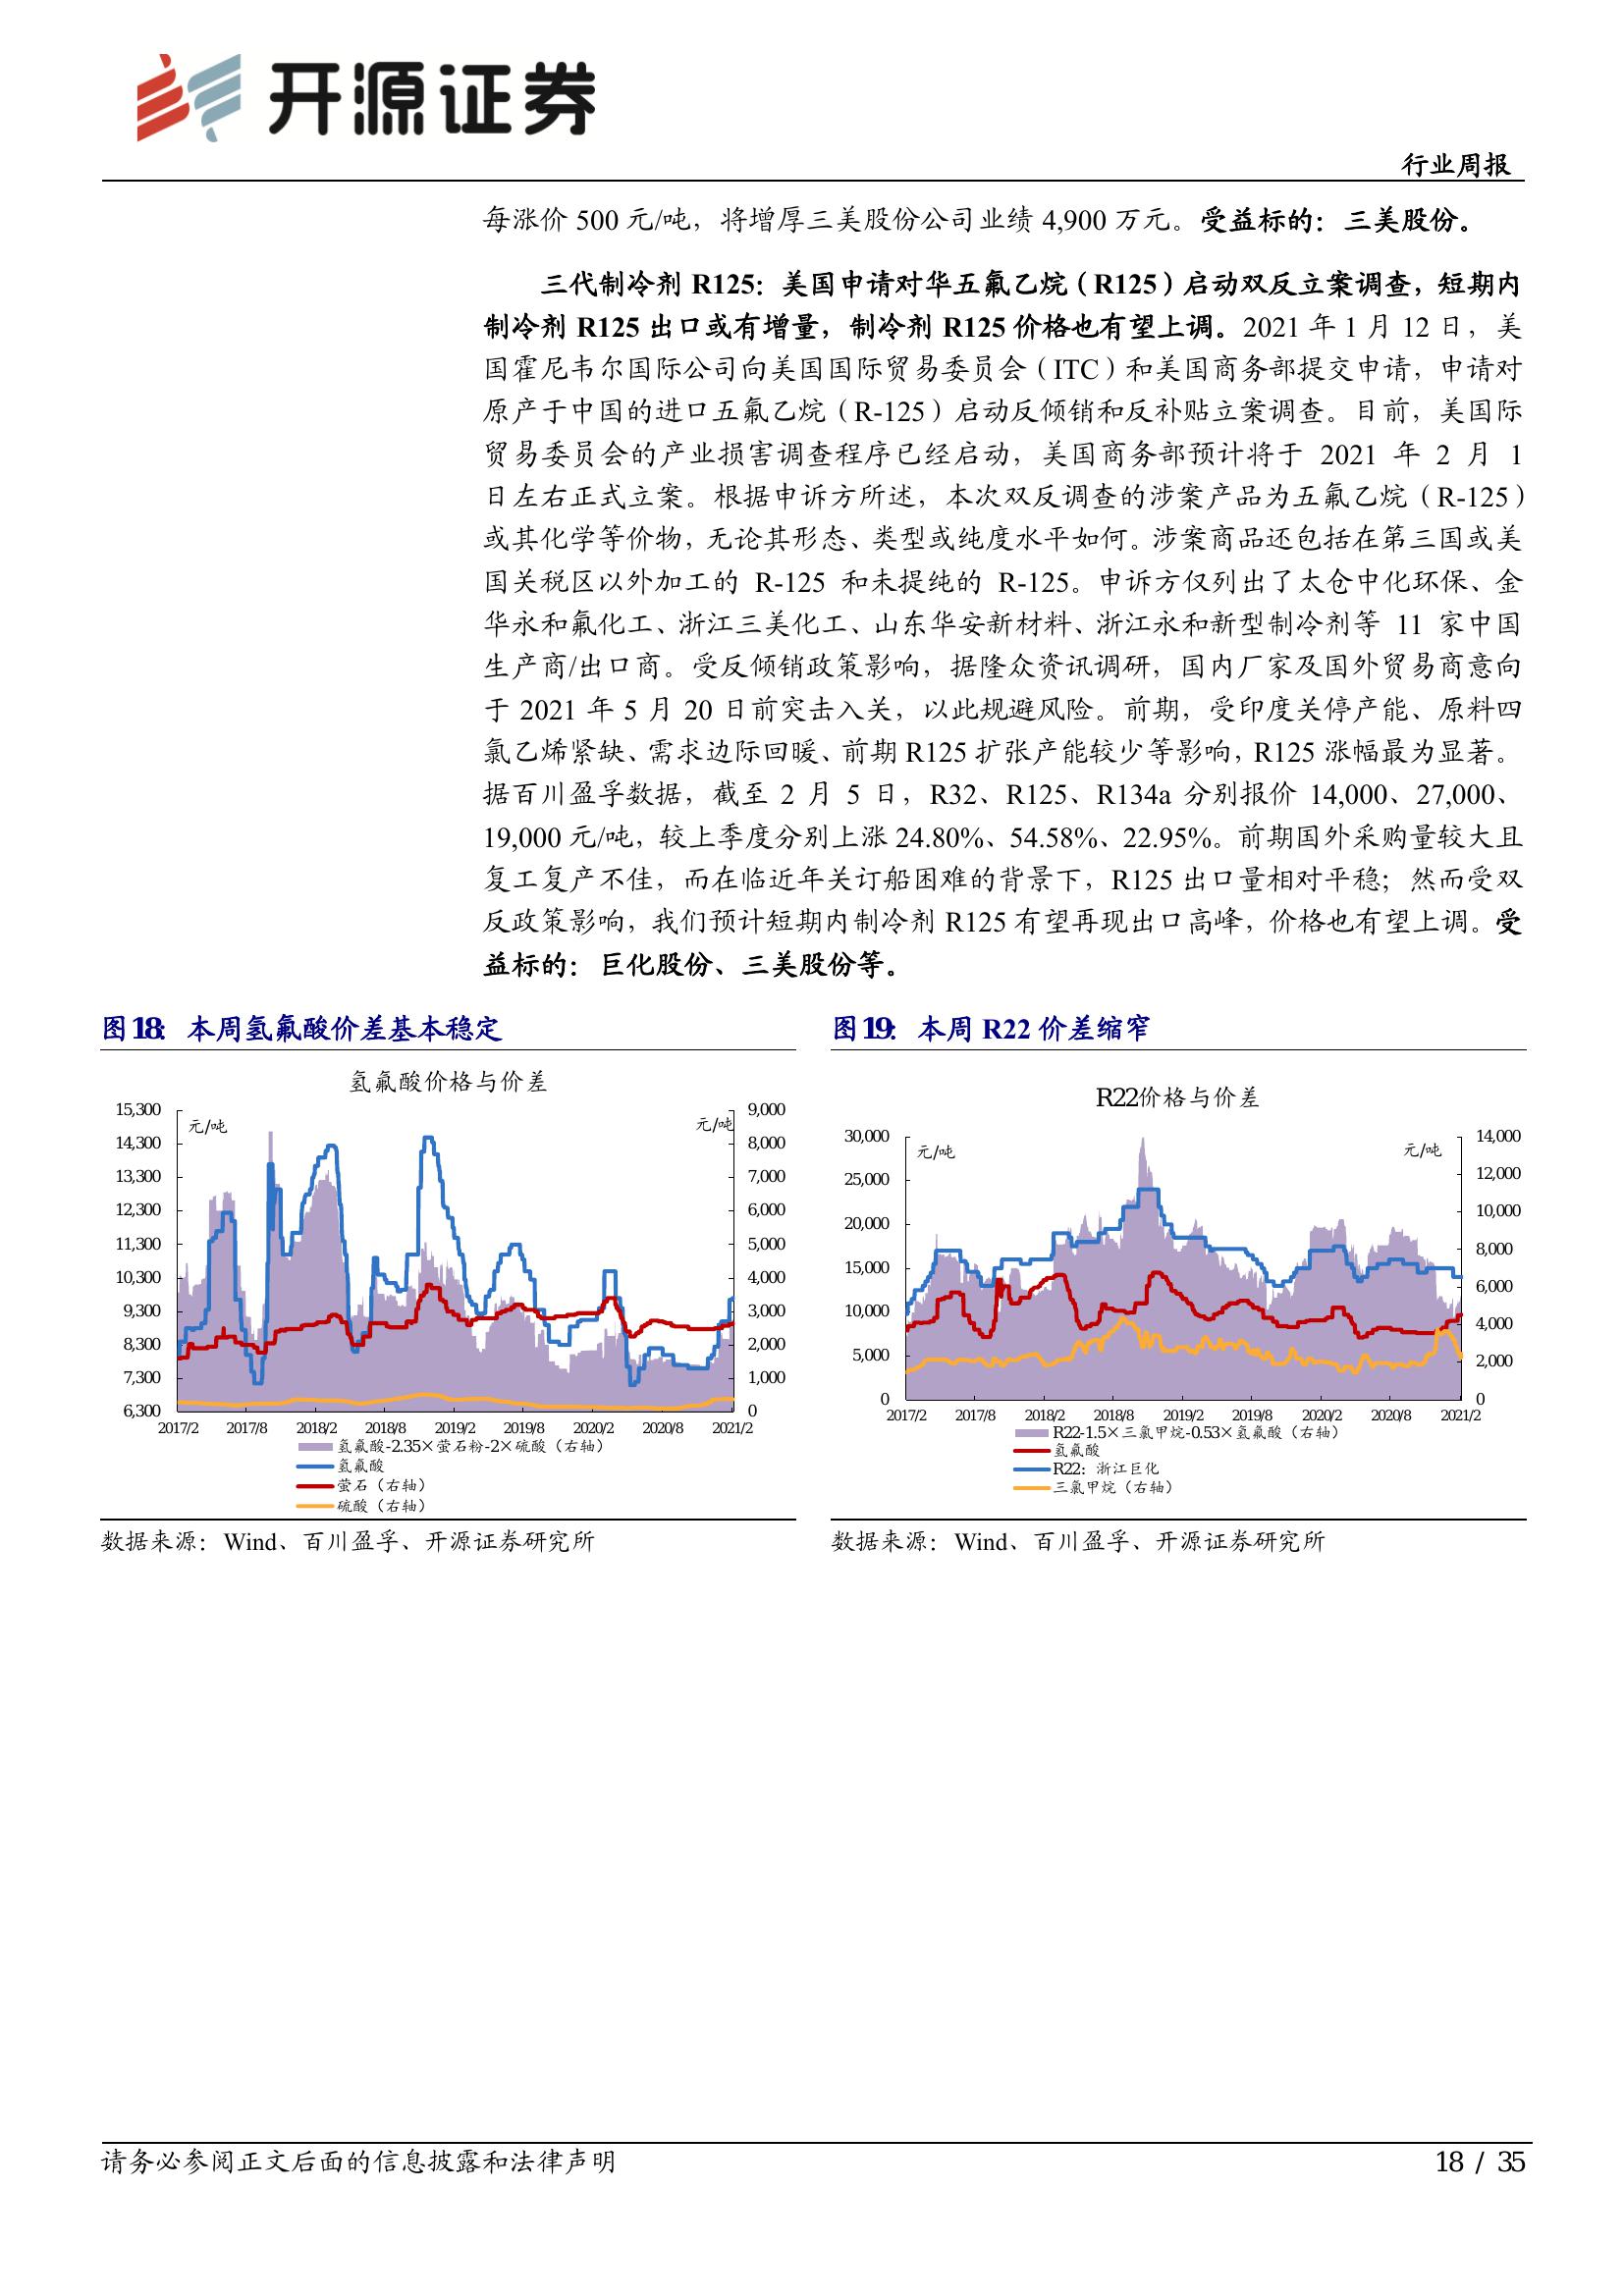 开源证券
行业周报
每涨价 500 元/吨，将增厚三美股份公司业绩 4,900 万元。受益标的：三美股份。
三代制冷剂 R125：美国申请对华五氟乙烷（R125）启动双反立案调查，短期内
制冷剂 R125 出口或有增量，制冷剂 R125 价格也有望上调。2021 年 1 月 12 日，美
国霍尼韦尔国际公司向美国国际贸易委员会（ITC）和美国商务部提交申请，申请对
原产于中国的进口五氟乙烷（R-125）启动反倾销和反补贴立案调查。目前，美国际
贸易委员会的产业损害调查程序已经启动，美国商务部预计将于 2021 年 2 月 1
日左右正式立案。根据申诉方所述，本次双反调查的涉案产品为五氟乙烷（R-125）
或其化学等价物，无论其形态、类型或纯度水平如何。涉案商品还包括在第三国或美
国关税区以外加工的 R-125 和未提纯的 R-125。申诉方仅列出了太仓中化环保、金
华永和氟化工、浙江三美化工、山东华安新材料、浙江永和新型制冷剂等 11 家中国
生产商/出口商。受反倾销政策影响，据隆众资讯调研，国内厂家及国外贸易商意向
于 2021 年 5 月 20 日前突击入关，以此规避风险。前期，受印度关停产能、原料四
氯乙烯紧缺、需求边际回暖、前期 R125 扩张产能较少等影响，R125 涨幅最为显著。
据百川盈孚数据，截至 2 月 5 日，R32、R125、R134a 分别报价 14,000、27,000、
19,000 元/吨，较上季度分别上涨 24.80%、54.58%、22.95%。前期国外采购量较大且
复工复产不佳，而在临近年关订船困难的背景下，R125 出口量相对平稳；然而受双
反政策影响，我们预计短期内制冷剂 R125 有望再现出口高峰，价格也有望上调。受
益标的：巨化股份、三美股份等。
图18：本周氢氟酸价差基本稳定
氢氟酸价格与价差
元/吨
元/吨
15,300
14,300
13,300
12,300
11,300
10,300
9,300
8,300
7,300
6,300
9,000
8,000
7,000
6,000
5,000
4,000
3,000
2,000
1,000
0
2017/2 2017/8 2018/2 2018/8 2019/2 2019/8 2020/2 2020/8 2021/2
氢氟酸-2.35×萤石粉-2×硫酸（右轴）
氢氟酸
萤石（右轴）
硫酸（右轴）
数据来源：Wind、百川盈孚、开源证券研究所
图19：本周 R22 价差缩窄
R22价格与价差
元/吨
元/吨
30,000
25,000
20,000
15,000
10,000
5,000
0
14,000
12,000
10,000
8,000
6,000
4,000
2,000
0
2017/2 2017/8 2018/2 2018/8 2019/2 2019/8 2020/2 2020/8 2021/2
R22-1.5×三氯甲烷-0.53×氢氟酸（右轴）
氢氟酸
R22：浙江巨化
三氯甲烷（右轴）
数据来源：Wind、百川盈孚、开源证券研究所
请务必参阅正文后面的信息披露和法律声明
18 / 35